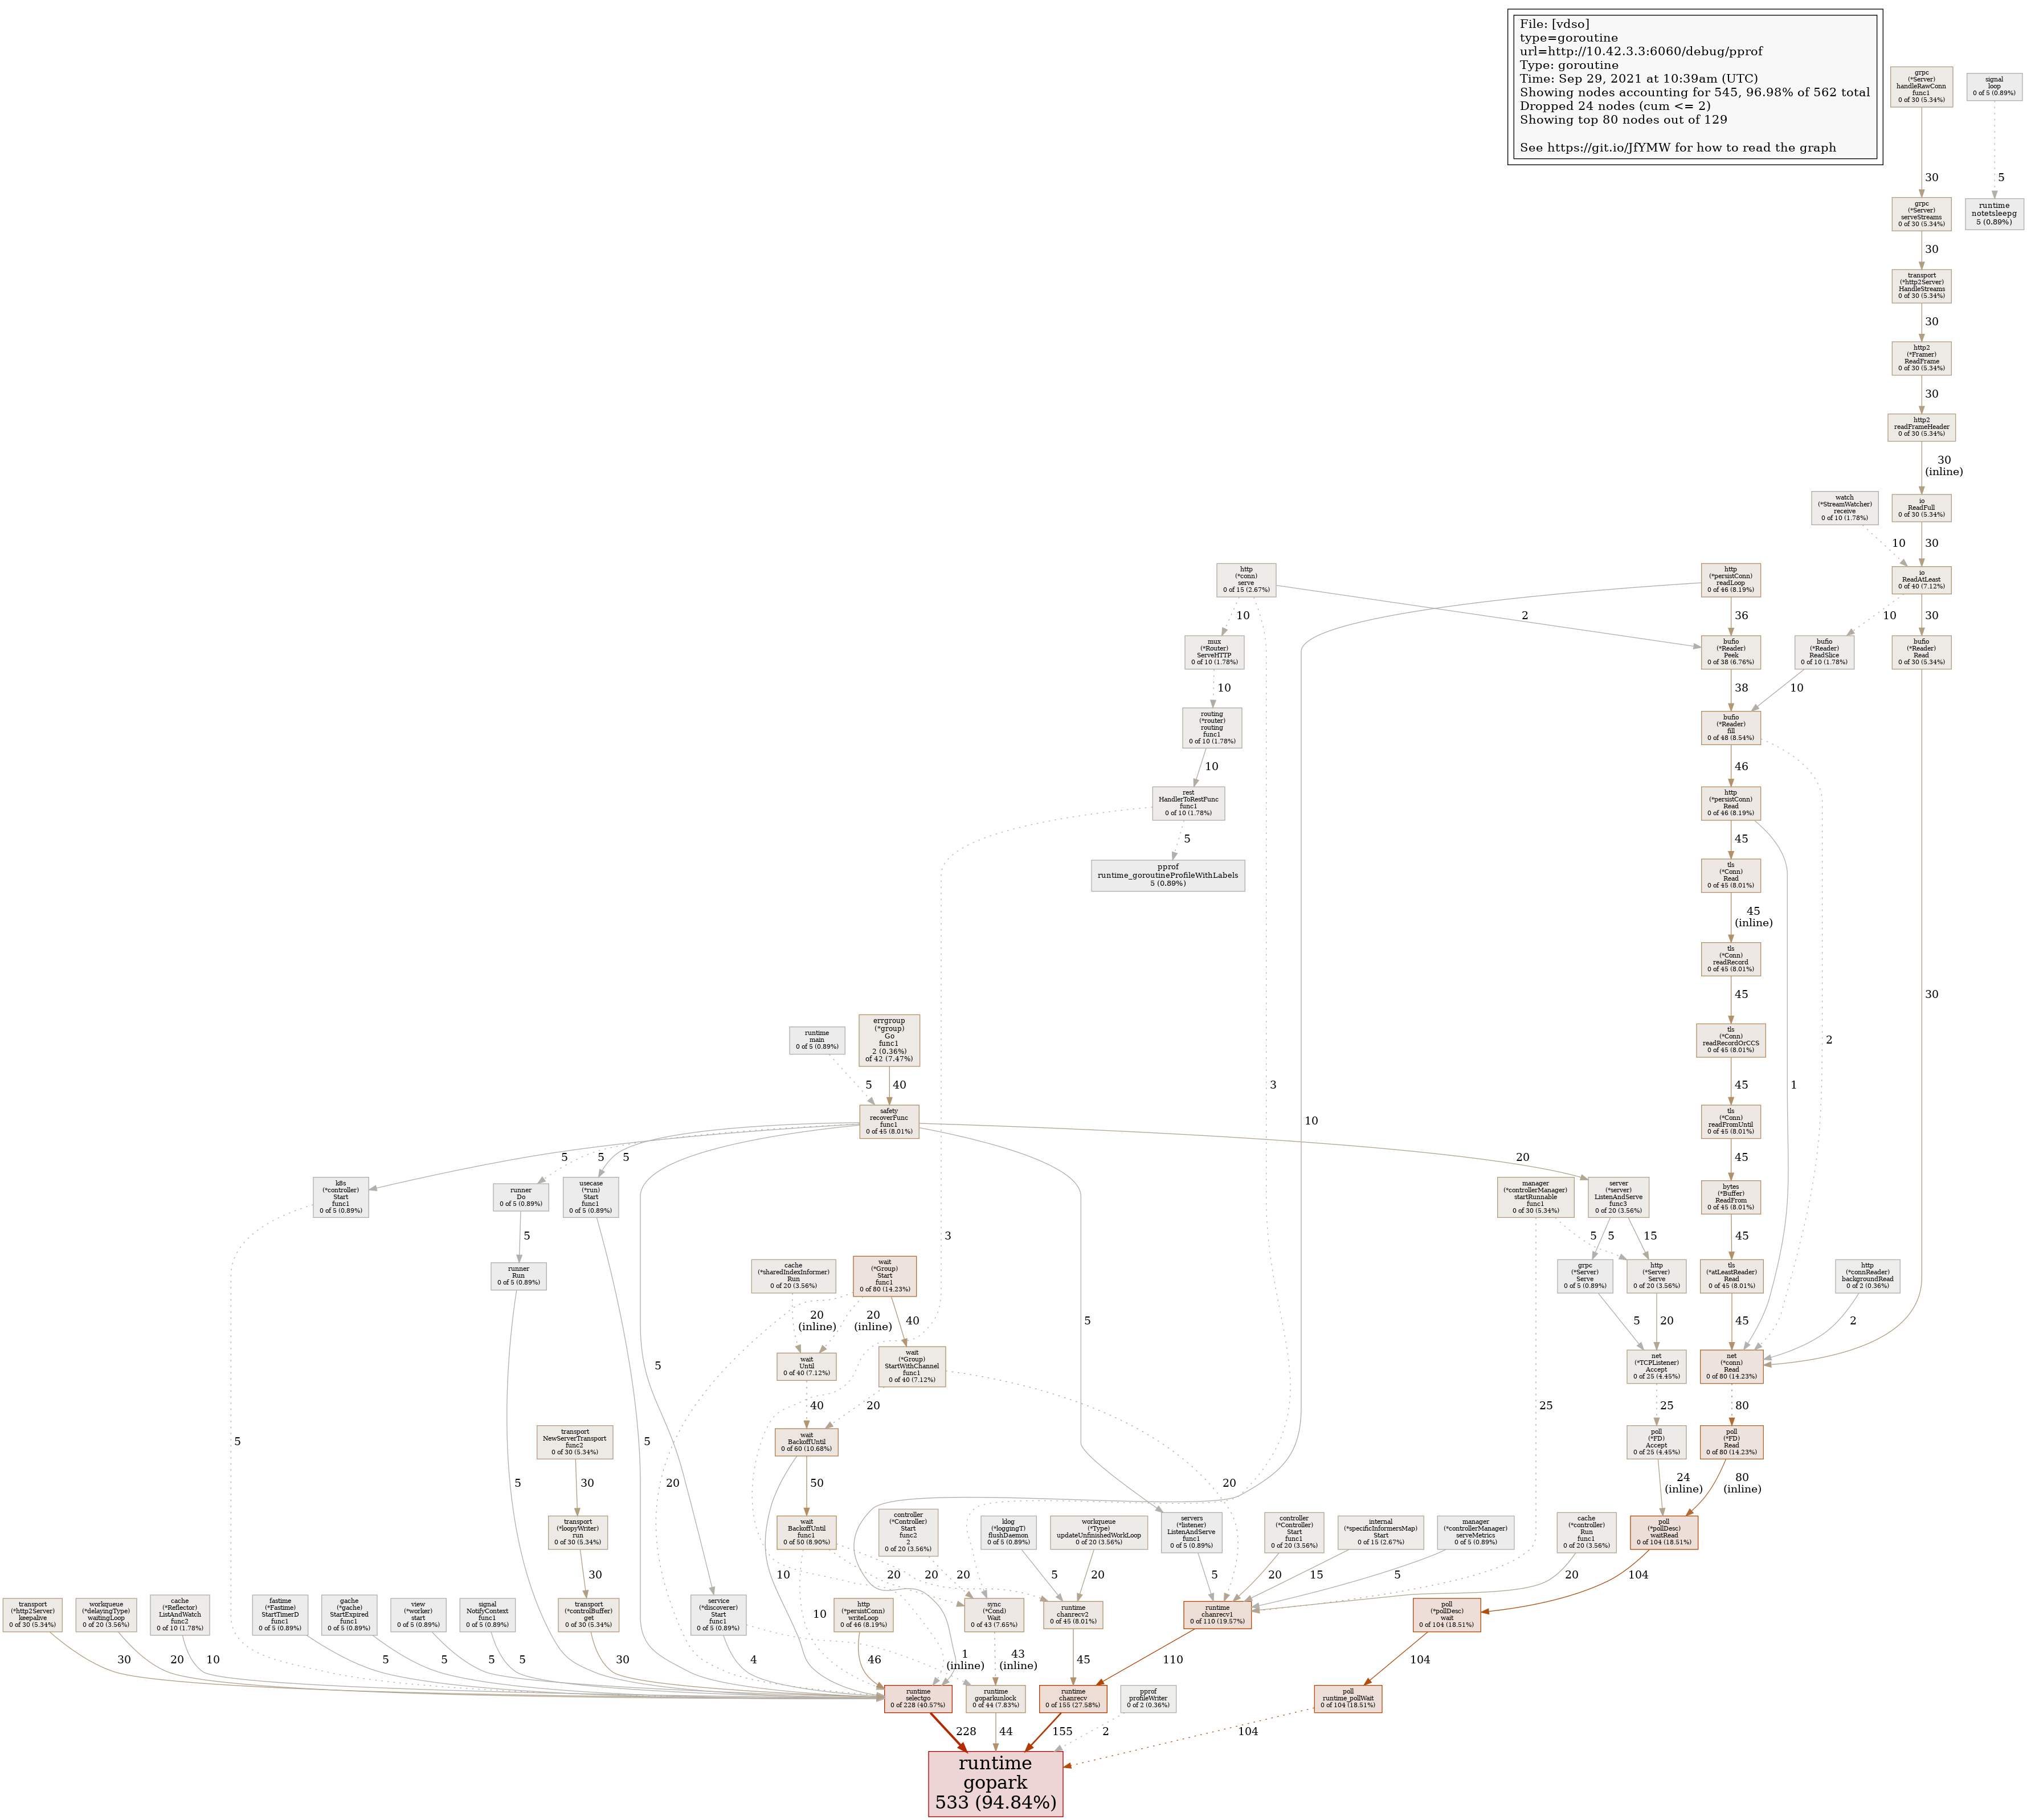 File: [vdso]
type=goroutine
url=http://10.42.3.3:6060/debug/pprof
Type: goroutine
Time: Sep 29, 2021 at 10:39am (UTC)
Showing nodes accounting for 545, 96.98% of 562 total
Dropped 24 nodes (cum <= 2)
Showing top 80 nodes out of 129
See https://git.io/JfYMW for how to read the graph
grpc
(*Server)
handleRawConn
func1
0 of 30 (5.34%)
signal
loop
0 of 5 (0.89%)
30
5
grpc
(*Server)
serveStreams
0 of 30 (5.34%)
runtime
notetsleepg
5 (0.89%)
30
transport
(*http2Server)
HandleStreams
0 of 30 (5.34%)
30
http2
(*Framer)
ReadFrame
0 of 30 (5.34%)
30
http2
readFrameHeader
0 of 30 (5.34%)
30
(inline)
watch
(*StreamWatcher)
receive
0 of 10 (1.78%)
io
ReadFull
0 of 30 (5.34%)
10
30
http
(*conn)
serve
0 of 15 (2.67%)
http
(*persistConn)
readLoop
0 of 46 (8.19%)
io
ReadAtLeast
0 of 40 (7.12%)
10
2
36
10
30
mux
(*Router)
ServeHTTP
0 of 10 (1.78%)
bufio
(*Reader)
Peek
0 of 38 (6.76%)
bufio
(*Reader)
ReadSlice
0 of 10 (1.78%)
bufio
(*Reader)
Read
0 of 30 (5.34%)
10
38
10
routing
(*router)
routing
func1
0 of 10 (1.78%)
bufio
(*Reader)
fill
0 of 48 (8.54%)
10
46
rest
HandlerToRestFunc
func1
0 of 10 (1.78%)
http
(*persistConn)
Read
0 of 46 (8.19%)
5
45
pprof
runtime_goroutineProfileWithLabels
5 (0.89%)
tls
(*Conn)
Read
0 of 45 (8.01%)
45
(inline)
tls
(*Conn)
readRecord
0 of 45 (8.01%)
45
30
runtime
main
0 of 5 (0.89%)
errgroup
(*group)
Go
func1
2 (0.36%)
of 42 (7.47%)
tls
(*Conn)
readRecordOrCCS
0 of 45 (8.01%)
2
5
40
3
45
1
safety
recoverFunc
func1
0 of 45 (8.01%)
10
tls
(*Conn)
readFromUntil
0 of 45 (8.01%)
5
5
5
20
45
k8s
(*controller)
Start
func1
0 of 5 (0.89%)
runner
Do
0 of 5 (0.89%)
usecase
(*run)
Start
func1
0 of 5 (0.89%)
manager
(*controllerManager)
startRunnable
func1
0 of 30 (5.34%)
server
(*server)
ListenAndServe
func3
0 of 20 (3.56%)
bytes
(*Buffer)
ReadFrom
0 of 45 (8.01%)
5
3
5
5
15
45
runner
Run
0 of 5 (0.89%)
cache
(*sharedIndexInformer)
Run
0 of 20 (3.56%)
wait
(*Group)
Start
func1
0 of 80 (14.23%)
grpc
(*Server)
Serve
0 of 5 (0.89%)
http
(*Server)
Serve
0 of 20 (3.56%)
tls
(*atLeastReader)
Read
0 of 45 (8.01%)
http
(*connReader)
backgroundRead
0 of 2 (0.36%)
20
(inline)
20
(inline)
40
5
5
20
45
2
5
wait
Until
0 of 40 (7.12%)
wait
(*Group)
StartWithChannel
func1
0 of 40 (7.12%)
net
(*TCPListener)
Accept
0 of 25 (4.45%)
net
(*conn)
Read
0 of 80 (14.23%)
40
20
25
25
80
5
5
transport
NewServerTransport
func2
0 of 30 (5.34%)
wait
BackoffUntil
0 of 60 (10.68%)
poll
(*FD)
Accept
0 of 25 (4.45%)
poll
(*FD)
Read
0 of 80 (14.23%)
30
5
20
50
20
24
(inline)
80
(inline)
transport
(*loopyWriter)
run
0 of 30 (5.34%)
wait
BackoffUntil
func1
0 of 50 (8.90%)
controller
(*Controller)
Start
func2
2
0 of 20 (3.56%)
klog
(*loggingT)
flushDaemon
0 of 5 (0.89%)
workqueue
(*Type)
updateUnfinishedWorkLoop
0 of 20 (3.56%)
servers
(*listener)
ListenAndServe
func1
0 of 5 (0.89%)
controller
(*Controller)
Start
func1
0 of 20 (3.56%)
internal
(*specificInformersMap)
Start
0 of 15 (2.67%)
manager
(*controllerManager)
serveMetrics
0 of 5 (0.89%)
cache
(*controller)
Run
func1
0 of 20 (3.56%)
poll
(*pollDesc)
waitRead
0 of 104 (18.51%)
30
10
10
20
20
20
5
20
5
20
15
5
20
104
transport
(*http2Server)
keepalive
0 of 30 (5.34%)
workqueue
(*delayingType)
waitingLoop
0 of 20 (3.56%)
cache
(*Reflector)
ListAndWatch
func2
0 of 10 (1.78%)
fastime
(*Fastime)
StartTimerD
func1
0 of 5 (0.89%)
gache
(*gache)
StartExpired
func1
0 of 5 (0.89%)
view
(*worker)
start
0 of 5 (0.89%)
signal
NotifyContext
func1
0 of 5 (0.89%)
transport
(*controlBuffer)
get
0 of 30 (5.34%)
service
(*discoverer)
Start
func1
0 of 5 (0.89%)
http
(*persistConn)
writeLoop
0 of 46 (8.19%)
sync
(*Cond)
Wait
0 of 43 (7.65%)
runtime
chanrecv2
0 of 45 (8.01%)
runtime
chanrecv1
0 of 110 (19.57%)
poll
(*pollDesc)
wait
0 of 104 (18.51%)
30
20
10
5
5
5
5
30
4
46
1
(inline)
43
(inline)
45
110
104
runtime
selectgo
0 of 228 (40.57%)
runtime
goparkunlock
0 of 44 (7.83%)
runtime
chanrecv
0 of 155 (27.58%)
pprof
profileWriter
0 of 2 (0.36%)
poll
runtime_pollWait
0 of 104 (18.51%)
228
44
155
2
104
runtime
gopark
533 (94.84%)